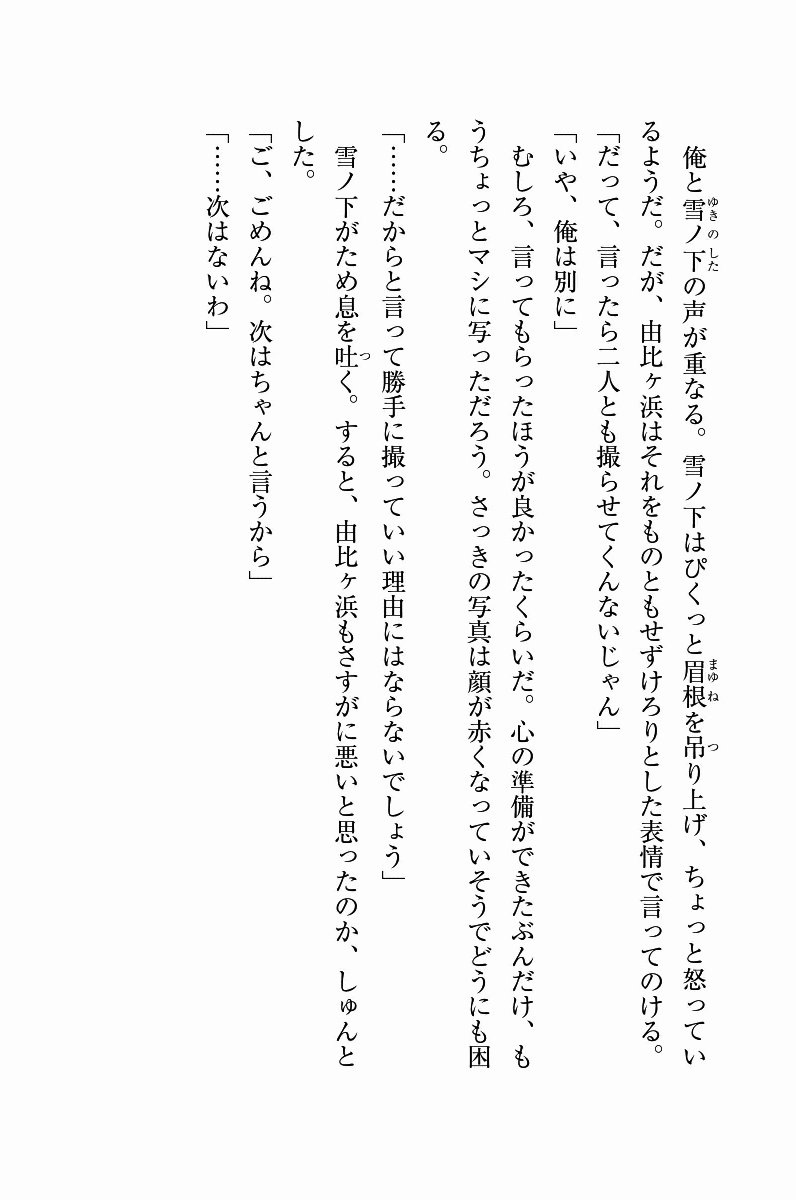 俺と雪ノ下の声が重なる。雪ノ下はぴくっと眉根を吊り上げ、ちょっと怒ってい
るようだ。だが、由比ヶ浜はそれをものともせずけろりとした表情で言ってのける。
「だって、言ったら二人とも撮らせてくんないじゃん」
「いや、俺は別に」
むしろ、言ってもらったほうが良かったくらいだ。心の準備ができたぶんだけ、も
うちょっとマシに写っただろう。さっきの写真は顔が赤くなっていそうでどうにも困
る。
「……だからと言って勝手に撮っていい理由にはならないでしょう」
雪ノ下がため息を吐く。すると、由比ヶ浜もさすがに悪いと思ったのか、しゅんと
した。
「ご、ごめんね。次はちゃんと言うから」
「……次はないわ」